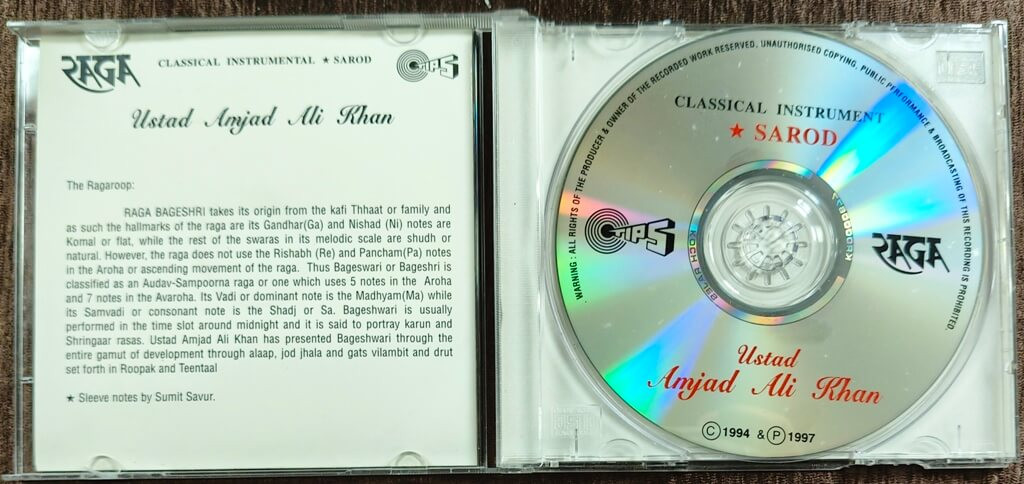 RAGA CLASSICAL INSTRUMENTAL ★ SAROD TIPS
Ustad Amjad Ali Khan
The Ragaroop:
RAGA BAGESHRI takes its origin from the kafi Thhaat or family and
as such the hallmarks of the raga are its Gandhar(Ga) and Nishad (Ni) notes are
Komal or flat, while the rest of the swaras in its melodic scale are shudh or
natural. However, the raga does not use the Rishabh (Re) and Pancham(Pa) notes
in the Aroha or ascending movement of the raga. Thus Bageswari or Bageshri is
classified as an Audav-Sampoorna raga or one which uses 5 notes in the Aroha
and 7 notes in the Avaroha. Its Vadi or dominant note is the Madhyam(Ma) while
its Samvadi or consonant note is the Shadj or Sa. Bageshwari is usually
performed in the time slot around midnight and it is said to portray karun and
Shringaar rasas. Ustad Amjad Ali Khan has presented Bageshwari through the
entire gamut of development through alaap, jod jhala and gats vilambit and drut
set forth in Roopak and Teentaal
★ Sleeve notes by Sumit Savur.
WARNING : ALL RIGHTS OF THE PRODUCER & OWNER OF THE RECORDED WORK RESERVED, UNAUTHORISED COPYING, PUBLIC PERFORMANCE & BROADCASTING OF THIS RECORDING IS PROHIBITED.
CLASSICAL INSTRUMENT
★ SAROD
TIPS
RAGA
Ustad
Amjad Ali Khan
©1994 & ℗1997